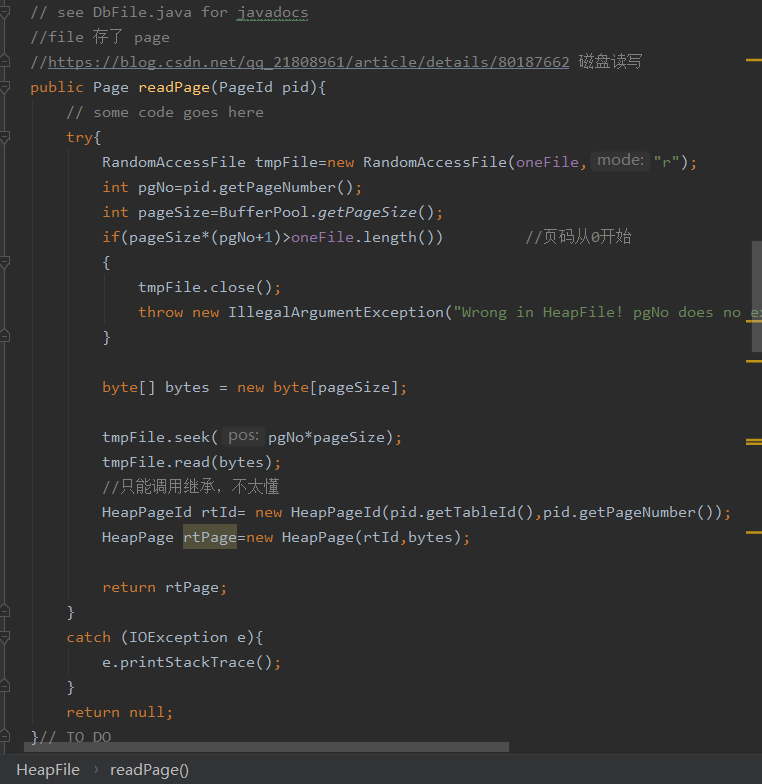 // see DbFile.java for javadocs
//file 存了 page
//https://blog.csdn.net/qq_21808961/article/details/80187662 磁盘读写
public Page readPage(PageId pid){
// some code goes here
try{
RandomAccessFile tmpFile=new RandomAccessFile(oneFile, mode: "r");
int pgNo=pid.getPageNumber();
int pageSize=BufferPool.getPageSize();
if(pageSize*(pgNo+1)>oneFile.length()) //页码从0开始
{
tmpFile.close();
throw new IllegalArgumentException("Wrong in HeapFile! pgNo does no
}
byte[] bytes = new byte[pageSize];
tmpFile.seek( pos: pgNo*pageSize);
tmpFile.read(bytes);
//只能调用继承，不太懂
HeapPageId rtId= new HeapPageId(pid.getTableId(),pid.getPageNumber());
HeapPage rtPage=new HeapPage(rtId,bytes);
return rtPage;
}
catch (IOException e){
e.printStackTrace();
}
return null;
}// TO DO
HeapFile › readPage()